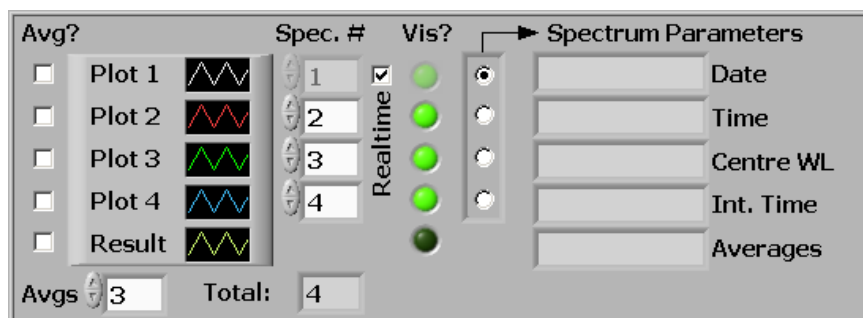 Avg? Spec. # Vis? Spectrum Parameters
Plot 1 1 Date
Plot 2 2 Time
Plot 3 3 Centre WL
Plot 4 4 Int. Time
Realtime
Result Averages
Avgs 3 Total: 4